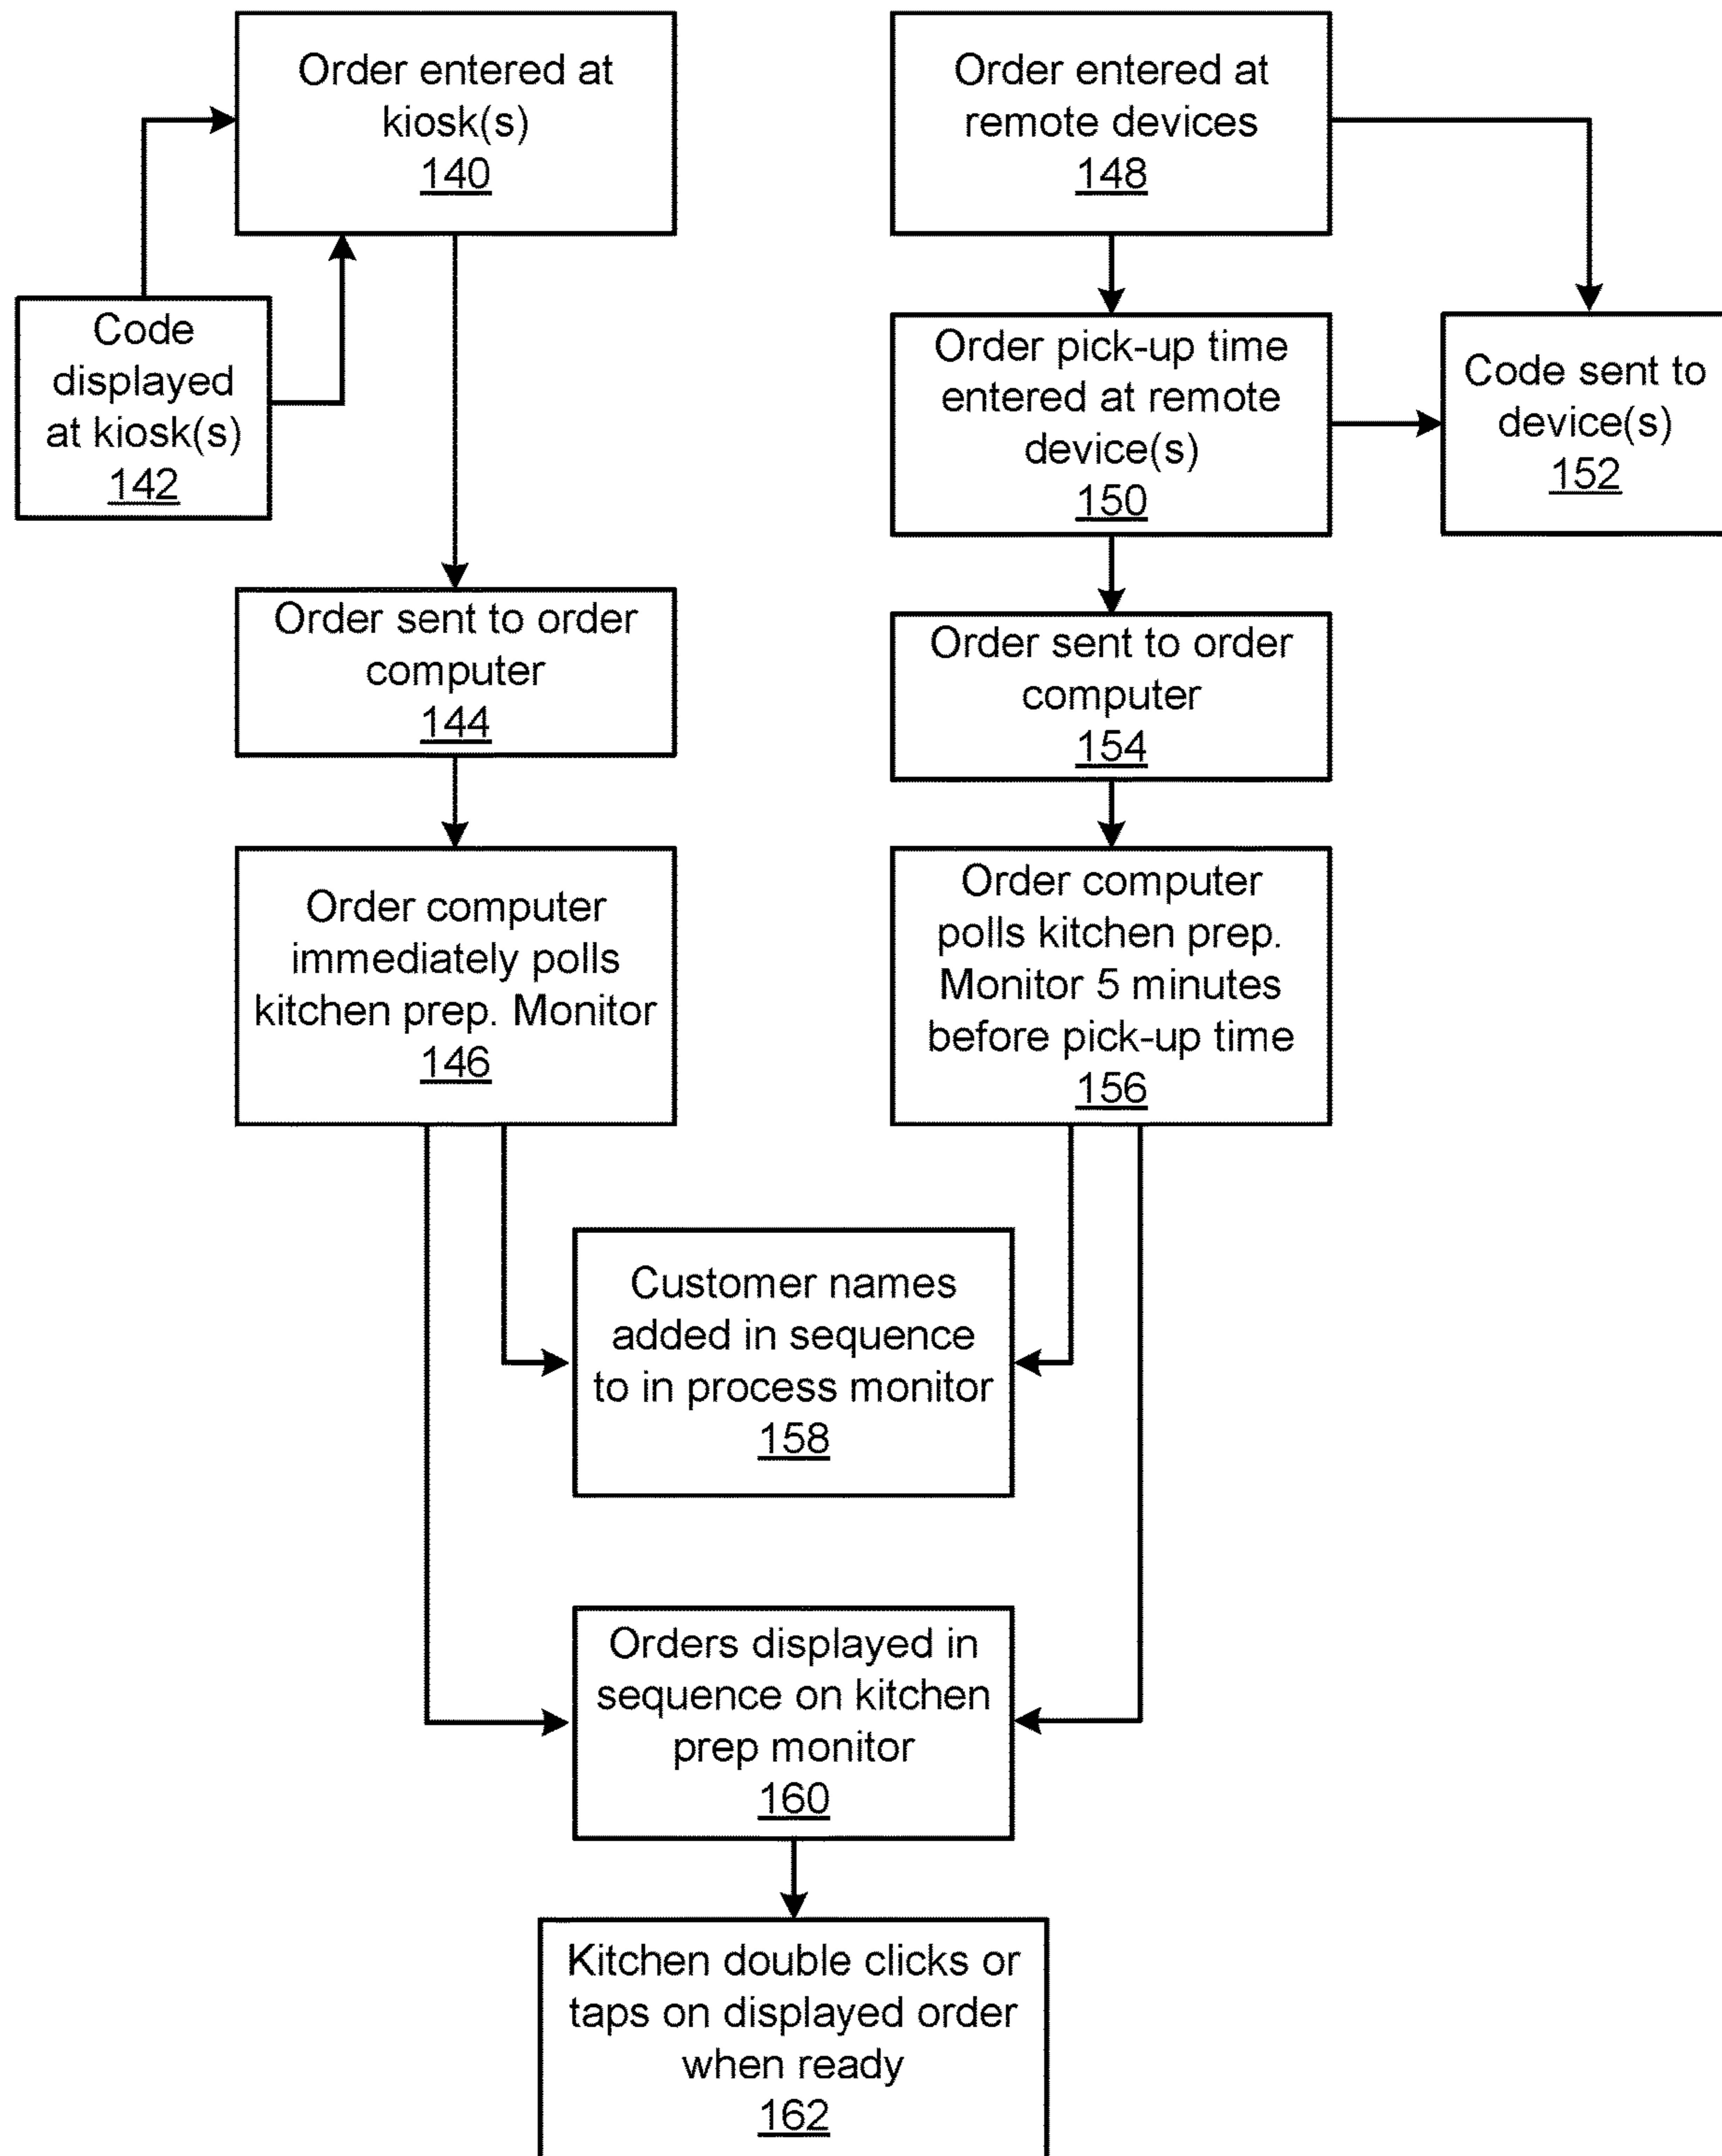 Order entered at
kiosk(s)
140
Code
displayed
at kiosk(s)
142
Order sent to order
computer
144
Order computer
immediately polls
kitchen prep. Monitor
146
Order entered at
remote devices
148
Order pick-up time
entered at remote
device(s)
150
Code sent to
device(s)
152
Order sent to order
computer
154
Order computer
polls kitchen prep.
Monitor 5 minutes
before pick-up time
156
Customer names
added in sequence
to in process monitor
158
Orders displayed in
sequence on kitchen
prep monitor
160
Kitchen double clicks or
taps on displayed order
when ready
162